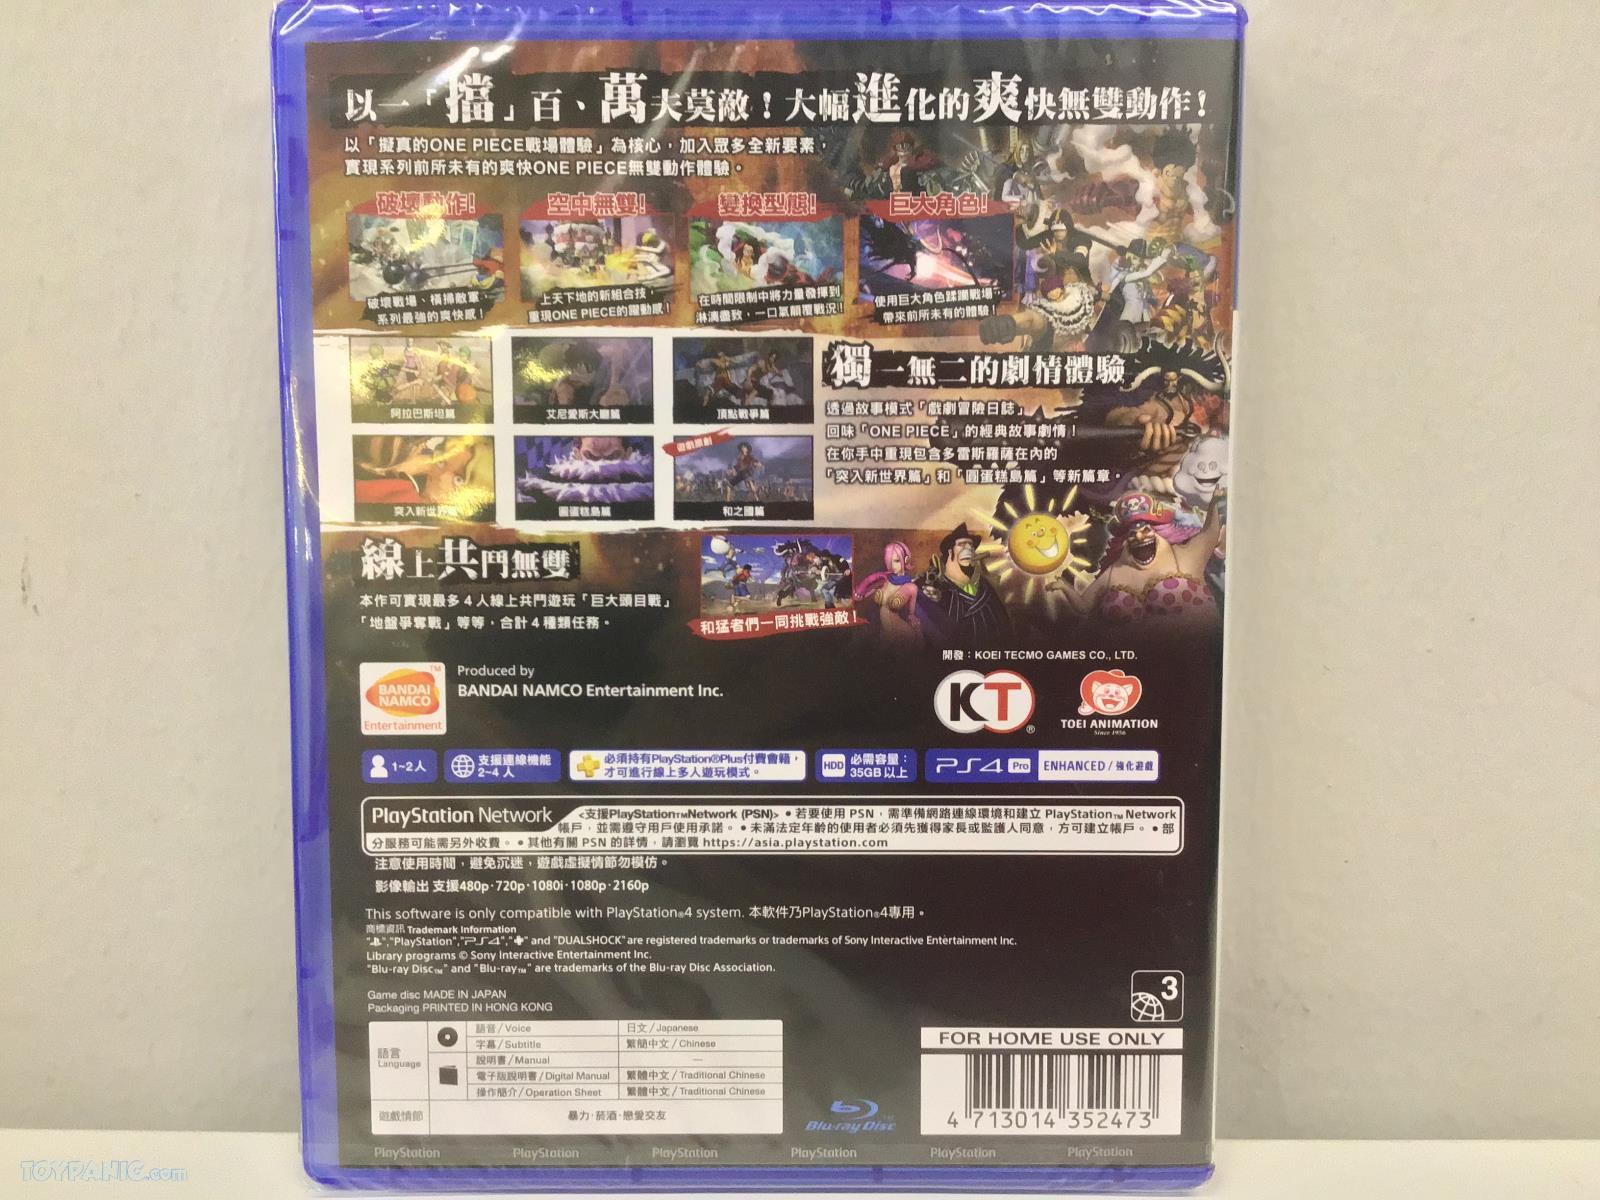 以一「擋」百、萬夫莫敵！大幅進化的爽快無雙動作！
以「擬真的ONE PIECE戰場體驗」為核心，加入眾多全新要素，
實現系列前所未有的爽快ONE PIECE無雙動作體驗。
破壞動作！
空中無雙！
變換型態！
巨大角色！
破壞戰場、橫掃敵軍，
系列最強的爽快感！
上天下地的新組合技，
重現ONE PIECE的躍動感！
在時間限制中將力量發揮到
淋漓盡致，一口氣顛覆戰況！！
使用巨大角色蹂躪戰場，
帶來前所未有的體驗！
阿拉巴斯坦篇
艾尼愛斯大廳篇
頂點戰爭篇
突入新世界篇
圓蛋糕島篇
遊戲原創
和之國篇
獨一無二的劇情體驗
透過故事模式「戲劇冒險日誌」
回味「ONE PIECE」的經典故事劇情！
在你手中重現包含多雷斯羅薩在內的
「突入新世界篇」和「圓蛋糕島篇」等新篇章。
線上共鬥無雙
本作可實現最多4人線上共鬥遊玩「巨大頭目戰」
「地盤爭奪戰」等等，合計4種類任務。
和猛者們一同挑戰強敵！
開發：KOEI TECMO GAMES CO., LTD.
BANDAI NAMCO Entertainment
Produced by
BANDAI NAMCO Entertainment Inc.
KT
TOEI ANIMATION
Since 1956
1~2人
支援連線機能
2~4人
必須持有PlayStation®Plus付費會籍，
才可進行線上多人遊玩模式。
HDD 必需容量：
35GB以上
PS4 Pro ENHANCED/強化遊戲
PlayStation Network <支援PlayStation™Network (PSN)> ●若要使用 PSN，需準備網路連線環境和建立 PlayStation™Network
帳戶，並需遵守用戶使用承諾。●未滿法定年齡的使用者必須先獲得家長或監護人同意，方可建立帳戶。●部
分服務可能需另外收費。●其他有關 PSN 的詳情，請瀏覽 https://asia.playstation.com
注意使用時間，避免沉迷，遊戲虛擬情節勿模仿。
影像輸出 支援480p·720p·1080i·1080p·2160p
This software is only compatible with PlayStation®4 system. 本軟件乃PlayStation®4專用。
商標資訊 Trademark Information
"PS","PlayStation","PS4","✚" and "DUALSHOCK" are registered trademarks or trademarks of Sony Interactive Entertainment Inc.
Library programs © Sony Interactive Entertainment Inc.
"Blu-ray Disc™" and "Blu-ray™" are trademarks of the Blu-ray Disc Association.
Game disc MADE IN JAPAN
Packaging PRINTED IN HONG KONG
3
語言
Language
語音/Voice 日文/Japanese
字幕/Subtitle 繁簡中文/Chinese
說明書/Manual —
電子版說明書/Digital Manual 繁體中文/Traditional Chinese
操作簡介/Operation Sheet 繁體中文/Traditional Chinese
遊戲情節 暴力·菸酒·戀愛交友
Blu-ray Disc™
FOR HOME USE ONLY
4 713014 352473
PlayStation PlayStation PlayStation PlayStation PlayStation PlayStation
TOYPANIC.com